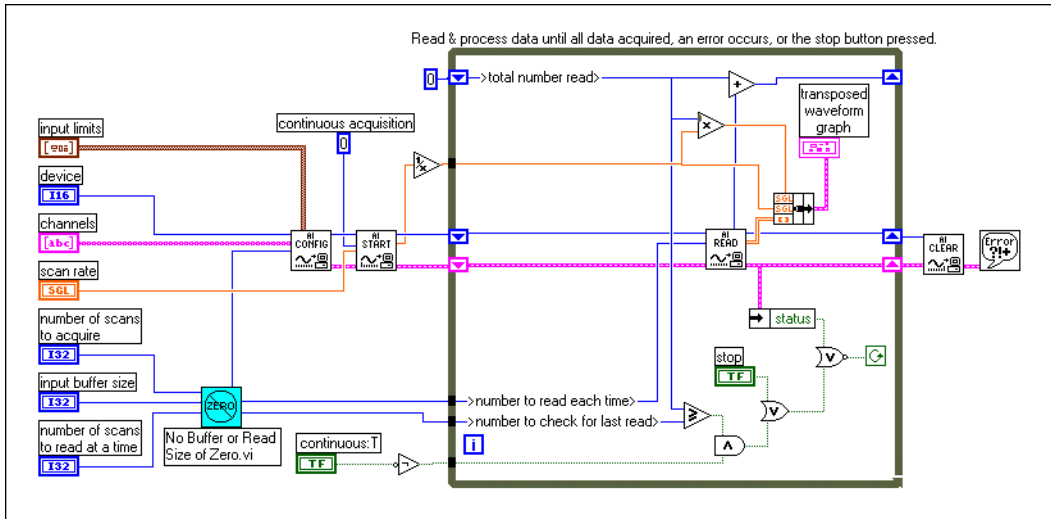 Read & process data until all data acquired, an error occurs, or the stop button pressed.
0
>total number read>
+
transposed
waveform
graph
input limits
continuous acquisition
0
x
1/x
device
I16
SGL
SGL
channels
[abc]
AI
CONFIG
AI
START
AI
READ
AI
CLEAR
Error
?!+
scan rate
SGL
status
number of scans
to acquire
I32
stop
TF
V
input buffer size
I32
ZERO
>number to read each time>
V
≥
number of scans
to read at a time
I32
No Buffer or Read
Size of Zero.vi
>number to check for last read>
continuous:T
TF
¬
i
Λ